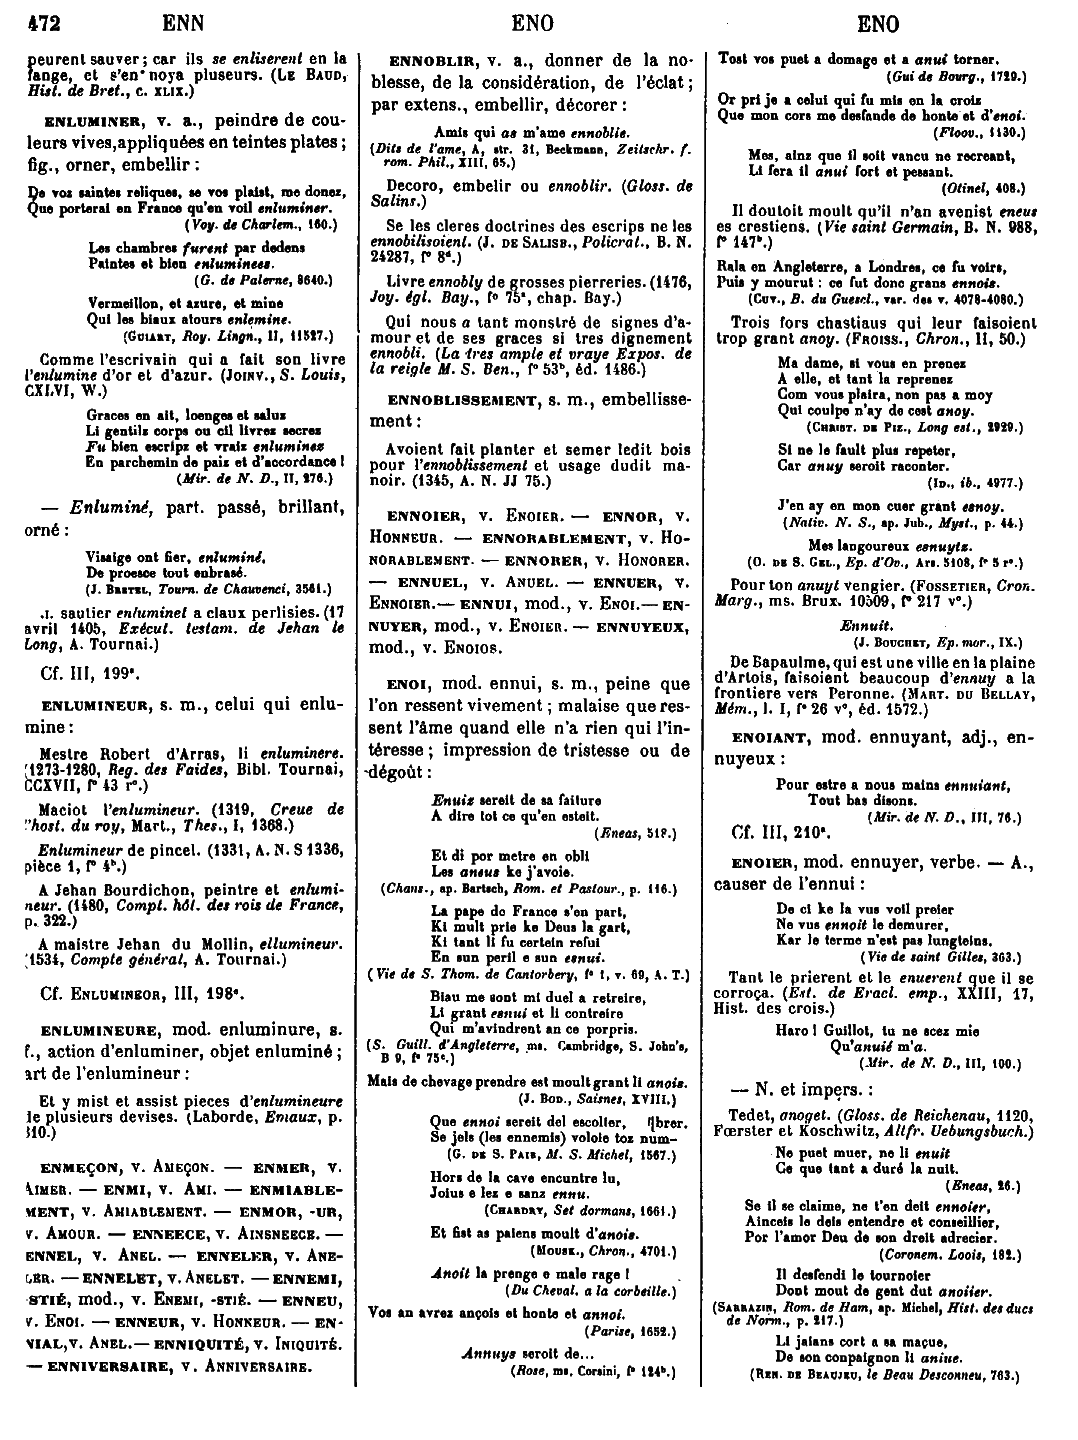 472 ENN ENO ENO
peurent sauver; car ils se enliserent en la
fange, et s'en noya pluseurs. (LE BAUD,
Hist. de Bret., c. XLIX.)
ENLUMINER, v. a., peindre de cou-
leurs vives, appliquées en teintes plates;
fig., orner, embellir :
De voz saintes reliques, se vos plaist, me donez,
Que porterai en France qu'en voil enluminer.
(Voy. de Charlem., 160.)
Les chambres furent par dedens
Paintes et bien enluminees.
(G. de Palerne, 8640.)
Vermeillon, et azure, et mine
Qui les biaux atours enlemine.
(GUIART, Roy. Lingn., II, 11527.)
Comme l'escrivain qui a fait son livre
l'enlumine d'or et d'azur. (JOINV., S. Louis,
CXLVI, W.)
Graces en ait, loenges et saluz
Li gentilz corps ou cil livrez secrez
Fu bien escripz et vraiz enluminez
En parchemin de paiz et d'accordance!
(Mir. de N. D., II, 276.)
— Enluminé, part. passé, brillant,
orné :
Visaige ont fier, enluminé,
De proesce tout enbrasé.
(J. BRETEL, Tourn. de Chauvenci, 3561.)
.I. sautier enluminet a claux perlisies. (17
avril 1405, Exécut. testam. de Jehan le
Long, A. Tournai.)
Cf. III, 199ª.
ENLUMINEUR, s. m., celui qui enlu-
mine :
Mestre Robert d'Arras, li enluminere.
(1273-1280, Reg. des Faides, Bibl. Tournai,
CCXVII, f° 43 r°.)
Maciot l'enlumineur. (1319, Creue de
l'host. du roy, Mart., Thes., I, 1368.)
Enlumineur de pincel. (1331, A. N. S 1336,
pièce 1, f° 4ᵇ.)
A Jehan Bourdichon, peintre et enlumi-
neur. (1480, Compt. hôt. des rois de France,
p. 322.)
A maistre Jehan du Mollin, ellumineur.
(1534, Compte général, A. Tournai.)
Cf. ENLUMINEOR, III, 198ᵉ.
ENLUMINEURE, mod. enluminure, s.
f., action d'enluminer, objet enluminé;
art de l'enlumineur :
Et y mist et assist pieces d'enlumineure
de plusieurs devises. (Laborde, Emaux, p.
310.)
ENMEÇON, v. AMEÇON. — ENMER, v.
AIMER. — ENMI, v. AMI. — ENMIABLE-
MENT, v. AMIABLEMENT. — ENMOR, -UR,
v. AMOUR. — ENNEECE, v. AINSNEECE. —
ENNEL, v. ANEL. — ENNELER, v. ANE-
LER. — ENNELET, v. ANELET. — ENNEMI,
-STIÉ, mod., v. ENEMI, -STIÉ. — ENNEU,
v. ENOI. — ENNEUR, v. HONNEUR. — EN-
NIAL, v. ANEL. — ENNIQUITÉ, v. INIQUITÉ.
— ENNIVERSAIRE, v. ANNIVERSAIRE.
ENNOBLIR, v. a., donner de la no-
blesse, de la considération, de l'éclat;
par extens., embellir, décorer :
Amis qui as m'ame ennoblie.
(Dits de l'ame, A, str. 31, Beckmann, Zeitschr. f.
rom. Phil., XIII, 65.)
Decoro, embelir ou ennoblir. (Gloss. de
Salins.)
Se les cleres doctrines des escrips ne les
ennobilisoient. (J. DE SALISB., Policrat., B. N.
24287, f° 8ᵈ.)
Livre ennobly de grosses pierreries. (1476,
Joy. égl. Bay., f° 75ª, chap. Bay.)
Qui nous a tant monstré de signes d'a-
mour et de ses graces si tres dignement
ennobli. (La tres ample et vraye Expos. de
la reigle M. S. Ben., f° 53ᵇ, éd. 1486.)
ENNOBLISSEMENT, s. m., embellisse-
ment :
Avoient fait planter et semer ledit bois
pour l'ennoblissement et usage dudit ma-
noir. (1345, A. N. JJ 75.)
ENNOIER, v. ENOIER. — ENNOR, v.
HONNEUR. — ENNORABLEMENT, v. HO-
NORABLEMENT. — ENNORER, v. HONORER.
— ENNUEL, v. ANUEL. — ENNUER, v.
ENNOIER. — ENNUI, mod., v. ENOI. — EN-
NUYER, mod., v. ENOIER. — ENNUYEUX,
mod., v. ENOIOS.
ENOI, mod. ennui, s. m., peine que
l'on ressent vivement; malaise que res-
sent l'âme quand elle n'a rien qui l'in-
téresse; impression de tristesse ou de
dégoût :
Enuiz sereit de sa faiture
A dire tot ce qu'en esteit.
(Eneas, 518.)
Et di por metre en obli
Les aneus ke j'avoie.
(Chans., ap. Bartsch, Rom. et Pastour., p. 116.)
La pape de France s'en part,
Ki mult prie ke Deus la gart,
Ki tant li fu certein refui
En sun peril e sun esnui.
(Vie de S. Thom. de Cantorbery, f° 1, v. 69, A. T.)
Biau me sont mi duel a retreire,
Li grant esnui et li contreire
Qui m'avindrent an ce porpris.
(S. Guill. d'Angleterre, ms. Cambridge, S. John's,
B 9, f° 75ᵉ.)
Mais de chevage prendre est moult grant li anois.
(J. BOD., Saisnes, XVIII.)
Que ennoi sereit del escolter, [brer.
Se jels (les ennemis) voloie toz num-
(G. DE S. PAIR, M. S. Michel, 1567.)
Hors de la cave encuntre lu,
Joius e lez e sanz ennu.
(CHARDRY, Set dormans, 1661.)
Et fist as paiens moult d'anois.
(MOUSK., Chron., 4701.)
Anoit la prenge e male rage!
(Du Cheval. a la corbeille.)
Vos an avrez ançois et honte et annoi.
(Parise, 1652.)
Annuys seroit de...
(Rose, ms. Corsini, f° 124ᵇ.)
Tost vos puet a domage et a anui torner.
(Gui de Bourg., 1729.)
Or pri je a celui qui fu mis en la croiz
Que mon cors me desfande de honte et d'enoi.
(Floov., 1130.)
Mes, ainz que il soit vancu ne recreant,
Li fera il anui fort et pessant.
(Otinel, 408.)
Il doutoit moult qu'il n'an avenist eneus
es crestiens. (Vie saint Germain, B. N. 988,
f° 147ᵇ.)
Rala en Angleterre, a Londres, ce fu voirs,
Puis y mourut : ce fut donc grans ennois.
(CUV., B. du Guescl., var. des v. 4078-4080.)
Trois fors chastiaus qui leur faisoient
trop grant anoy. (FROISS., Chron., II, 50.)
Ma dame, si vous en prenez
A elle, et tant la reprenez
Com vous plaira, non pas a moy
Qui coulpe n'ay de cest anoy.
(CHRIST. DE PIZ., Long est., 2929.)
Si ne le fault plus repeter,
Car anuy seroit raconter.
(ID., ib., 4977.)
J'en ay en mon cuer grant esnoy.
(Nativ. N. S., ap. Jub., Myst., p. 44.)
Mes langoureux esnuytz.
(O. DE S. GEL., Ep. d'Ov., Ars. 5108, f° 5 r°.)
Pour ton anuyt vengier. (FOSSETIER, Cron.
Marg., ms. Brux. 10509, f° 217 v°.)
Ennuit.
(J. BOUCHET, Ep. mor., IX.)
De Bapaulme, qui est une ville en la plaine
d'Artois, faisoient beaucoup d'ennuy a la
frontiere vers Peronne. (MART. DU BELLAY,
Mém., l. I, f° 26 v°, éd. 1572.)
ENOIANT, mod. ennuyant, adj., en-
nuyeux :
Pour estre a nous mains ennuiant,
Tout bas disons.
(Mir. de N. D., III, 76.)
Cf. III, 210ª.
ENOIER, mod. ennuyer, verbe. — A.,
causer de l'ennui :
De ci ke la vus voil preier
Ne vus ennoit le demurer,
Kar le terme n'est pas lungteins.
(Vie de saint Gilles, 363.)
Tant le prierent et le enuerent que il se
corroça. (Est. de Eracl. emp., XXIII, 17,
Hist. des crois.)
Haro! Guillot, tu ne scez mie
Qu'anuié m'a.
(Mir. de N. D., III, 100.)
— N. et impers. :
Tedet, anoget. (Gloss. de Reichenau, 1120,
Fœrster et Koschwitz, Altfr. Uebungsbuch.)
Ne puet muer, ne li enuit
Ce que tant a duré la nuit.
(Eneas, 26.)
Se il se claime, ne t'en deit ennoier,
Aincels le deis entendre et conseillier,
Por l'amor Deu de son dreit adrecier.
(Coronem. Loois, 182.)
Il desfendi le tournoier
Dont mout de gent dut anoiier.
(SARRAZIN, Rom. de Ham, ap. Michel, Hist. des ducs
de Norm., p. 217.)
Li jaians cort a sa maçue,
De son conpaignon li aniue.
(REN. DE BEAUJEU, le Beau Desconneu, 763.)